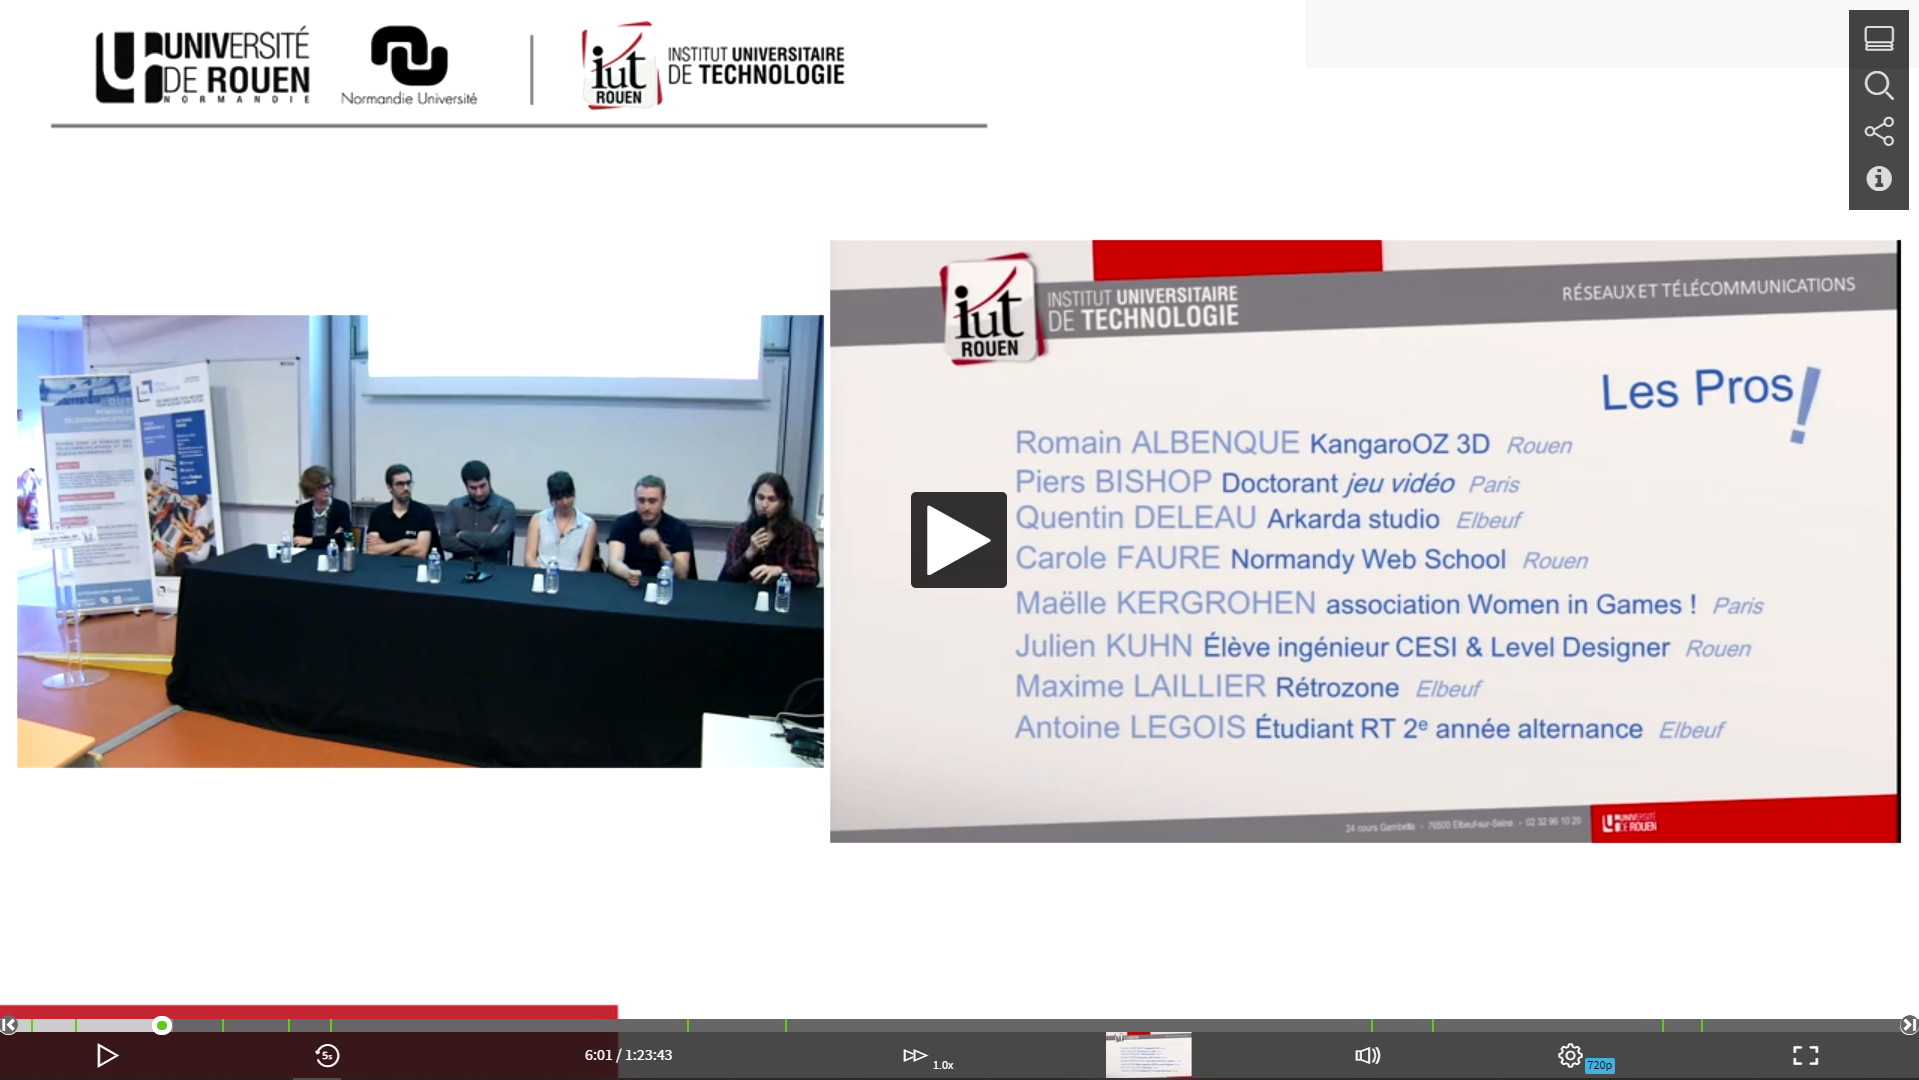 UNIVERSITÉ
DE ROUEN
NORMANDIE
Normandie Université
iut
ROUEN
INSTITUT UNIVERSITAIRE
DE TECHNOLOGIE
iut
ROUEN
INSTITUT UNIVERSITAIRE
DE TECHNOLOGIE
RÉSEAUX ET TÉLÉCOMMUNICATIONS
Les Pros !
Romain ALBENQUE KangaroOZ 3D Rouen
Piers BISHOP Doctorant jeu vidéo Paris
Quentin DELEAU Arkarda studio Elbeuf
Carole FAURE Normandy Web School Rouen
Maëlle KERGROHEN association Women in Games ! Paris
Julien KUHN Élève ingénieur CESI & Level Designer Rouen
Maxime LAILLIER Rétrozone Elbeuf
Antoine LEGOIS Étudiant RT 2e année alternance Elbeuf
24 cours Gambetta - 76500 Elbeuf-sur-Seine - 02 32 96 10 20
UNIVERSITÉ
DE ROUEN
5s
6:01 / 1:23:43
1.0x
720p